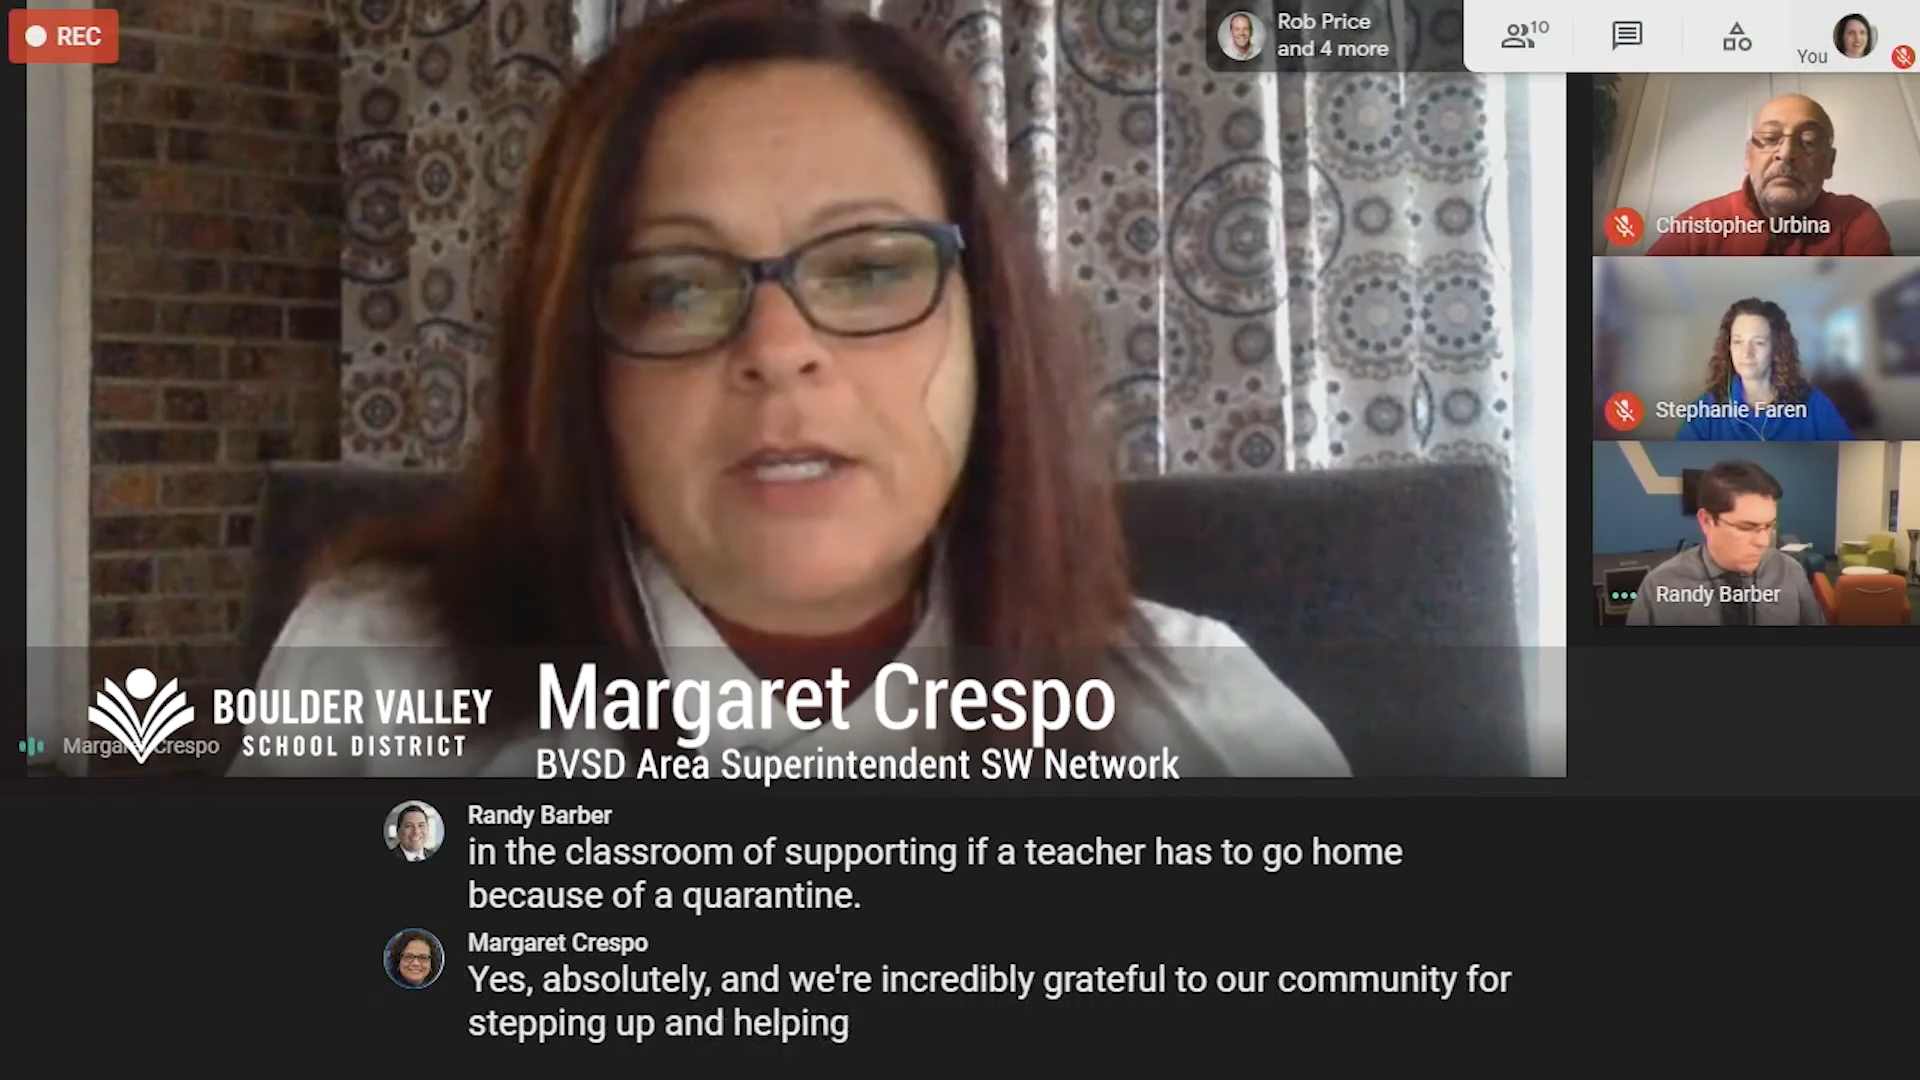 REC
Rob Price
and 4 more
10
You
Christopher Urbina
Stephanie Faren
Randy Barber
BOULDER VALLEY
SCHOOL DISTRICT
Margaret Crespo
Margaret Crespo
BVSD Area Superintendent SW Network
Randy Barber
in the classroom of supporting if a teacher has to go home
because of a quarantine.
Margaret Crespo
Yes, absolutely, and we're incredibly grateful to our community for
stepping up and helping